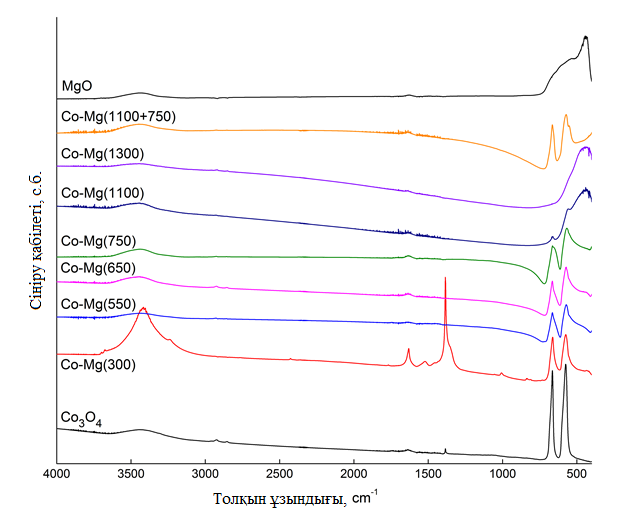 MgO
Co-Mg(1100+750)
Co-Mg(1300)
Co-Mg(1100)
Co-Mg(750)
Co-Mg(650)
Co-Mg(550)
Co-Mg(300)
Co3O4
Сіңіру қабілеті, с.б.
4000 3500 3000 2500 2000 1500 1000 500
Толқын ұзындығы, cm-1